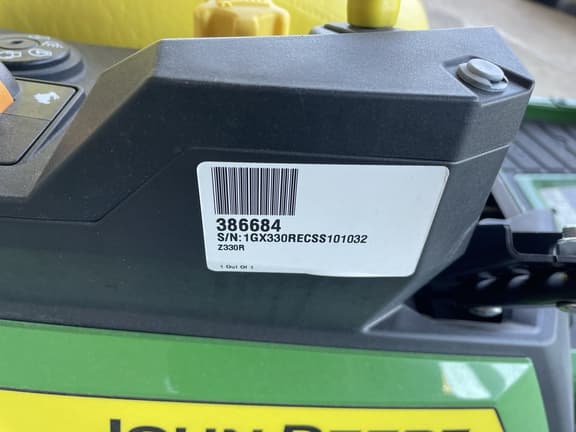 386684
S/N: 1GX330RECSS101032
Z330R
1 Out Of 1
JOHN DEERE